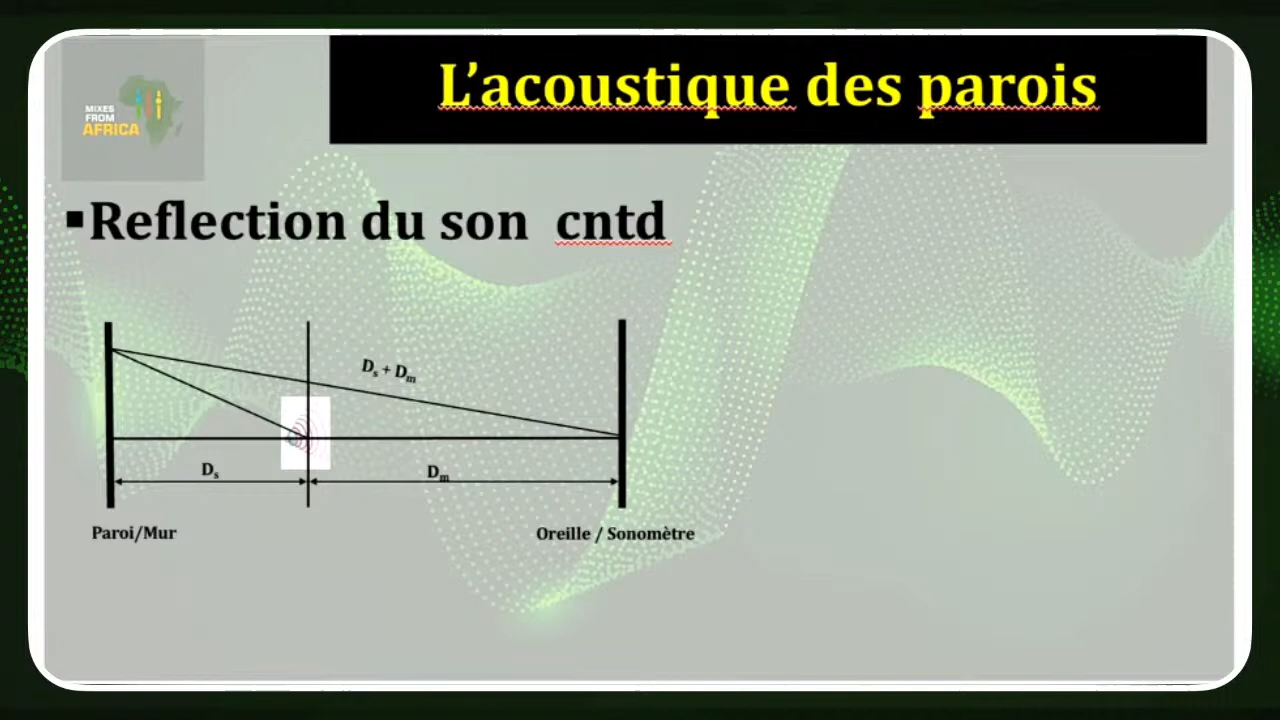 L'acoustique des parois
MIXES
FROM
AFRICA
▪Reflection du son cntd
Ds + Dm
Ds
Dm
Paroi/Mur
Oreille / Sonomètre